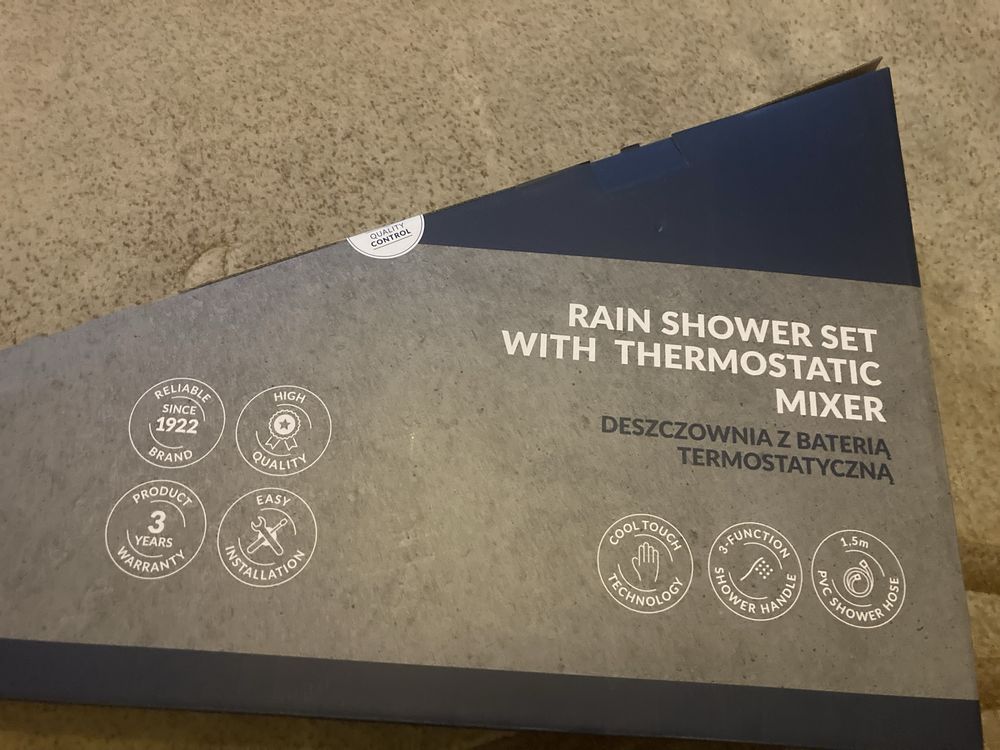 QUALITY
CONTROL
RAIN SHOWER SET
WITH THERMOSTATIC
MIXER
DESZCZOWNIA Z BATERIĄ
TERMOSTATYCZNĄ
RELIABLE
SINCE
1922
BRAND
HIGH
QUALITY
PRODUCT
3
YEARS
WARRANTY
EASY
INSTALLATION
COOL TOUCH
TECHNOLOGY
3-FUNCTION
SHOWER HANDLE
1.5m
PVC SHOWER HOSE